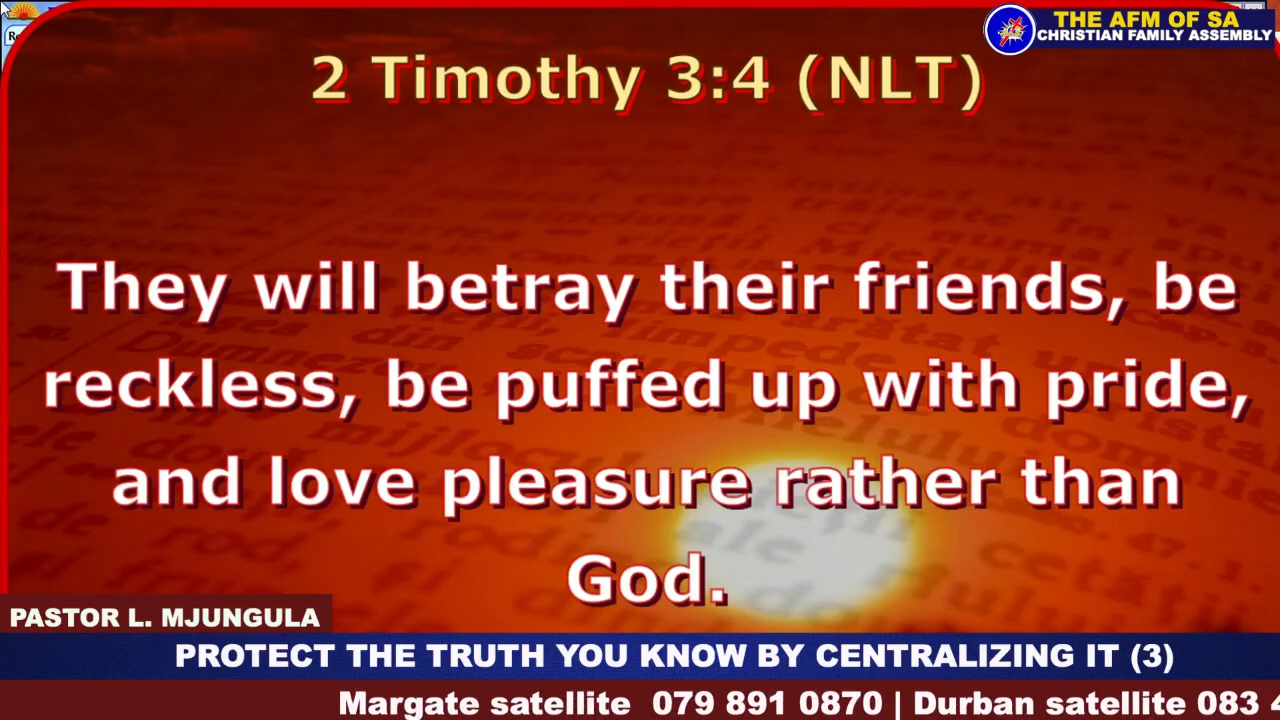 THE AFM OF SA
CHRISTIAN FAMILY ASSEMBLY
2 Timothy 3:4 (NLT)
They will betray their friends, be
reckless, be puffed up with pride,
and love pleasure rather than
God.
PASTOR L. MJUNGULA
PROTECT THE TRUTH YOU KNOW BY CENTRALIZING IT (3)
Margate satellite 079 891 0870 | Durban satellite 083